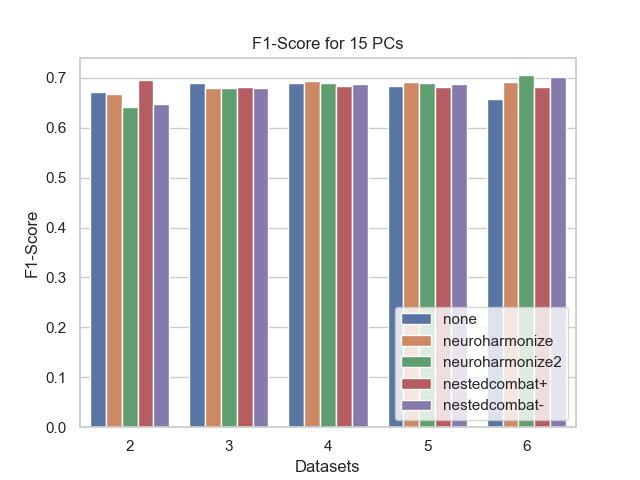 F1-Score for 15 PCs
F1-Score
0.7
0.6
0.5
0.4
0.3
0.2
0.1
0.0
none
neuroharmonize
neuroharmonize2
nestedcombat+
nestedcombat-
2 3 4 5 6
Datasets